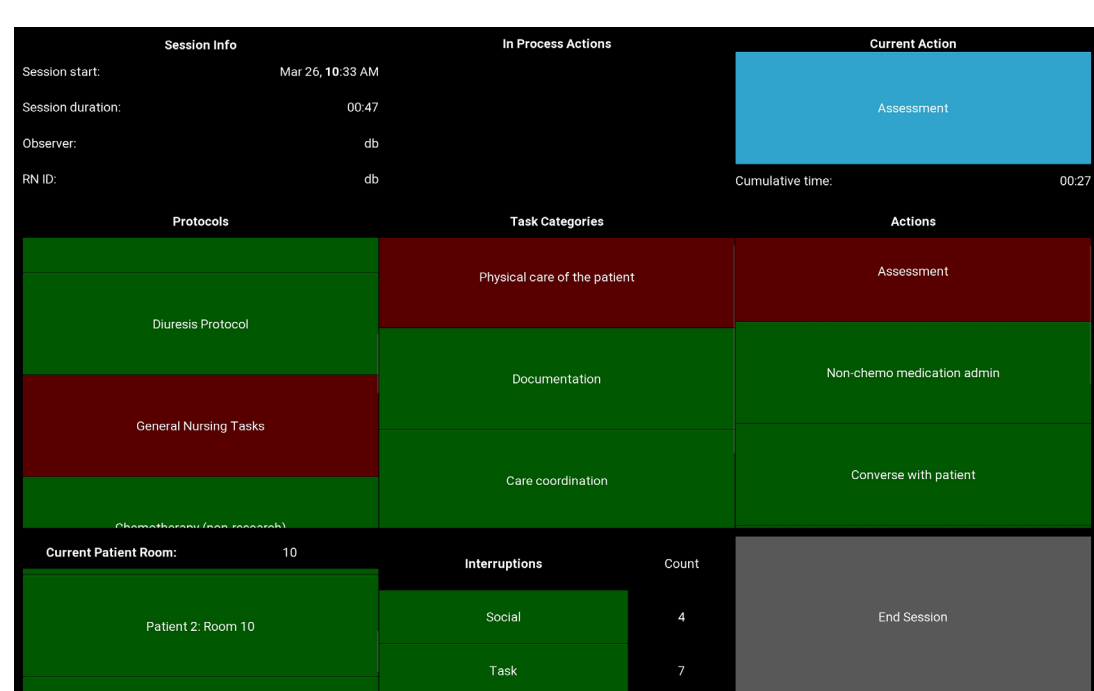 Session Info
Session start: Mar 26, 10:33 AM
Session duration: 00:47
Observer: db
RN ID: db
In Process Actions
Current Action
Assessment
Cumulative time: 00:27
Protocols
Diuresis Protocol
General Nursing Tasks
Chemotherapy (non-research)
Task Categories
Physical care of the patient
Documentation
Care coordination
Actions
Assessment
Non-chemo medication admin
Converse with patient
Current Patient Room: 10
Patient 2: Room 10
Interruptions Count
Social 4
Task 7
End Session